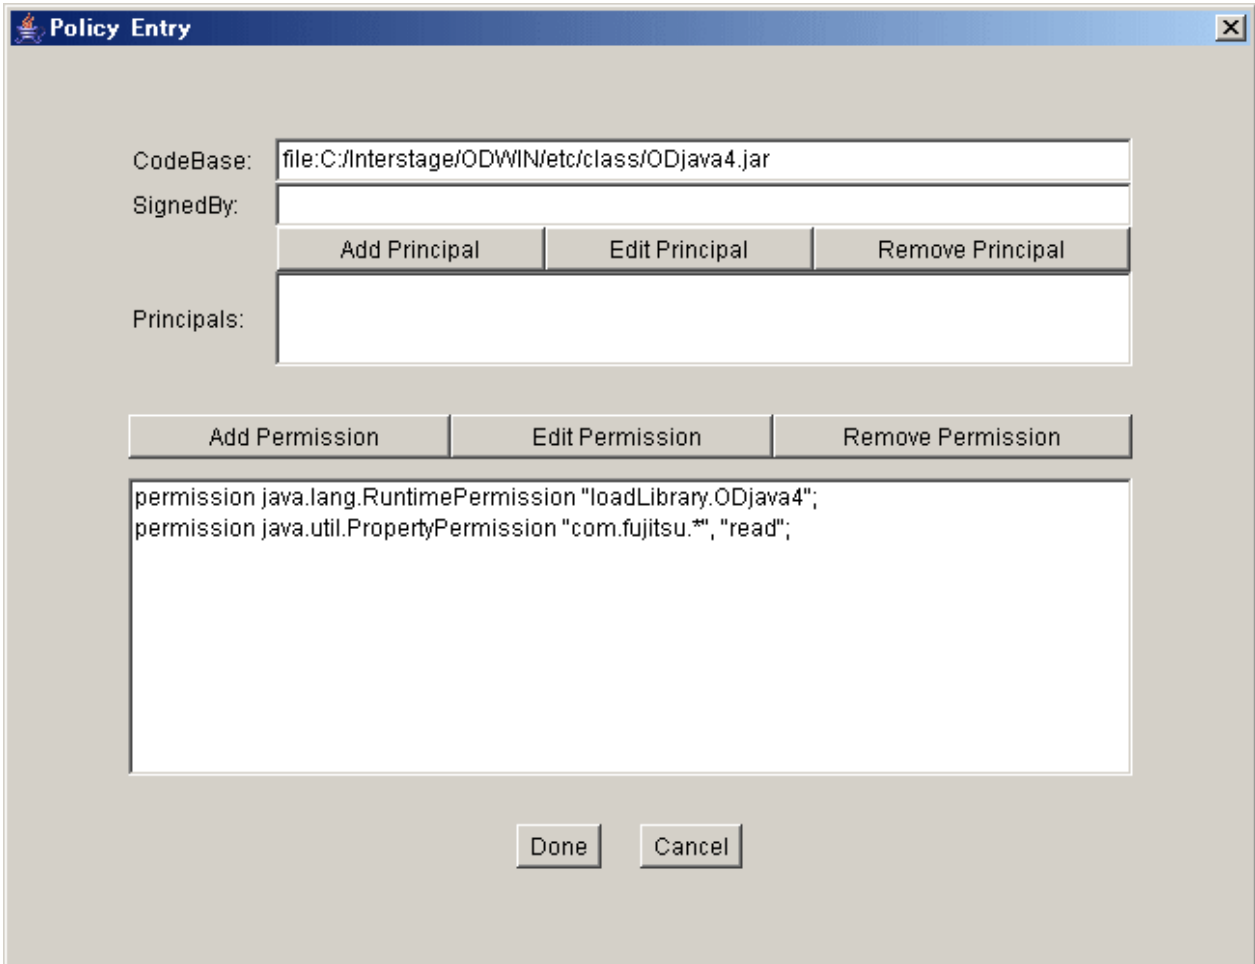 Policy Entry
CodeBase: file:C:/Interstage/ODWIN/etc/class/ODjava4.jar
SignedBy:
Add Principal Edit Principal Remove Principal
Principals:
Add Permission Edit Permission Remove Permission
permission java.lang.RuntimePermission "loadLibrary.ODjava4";
permission java.util.PropertyPermission "com.fujitsu.*", "read";
Done Cancel